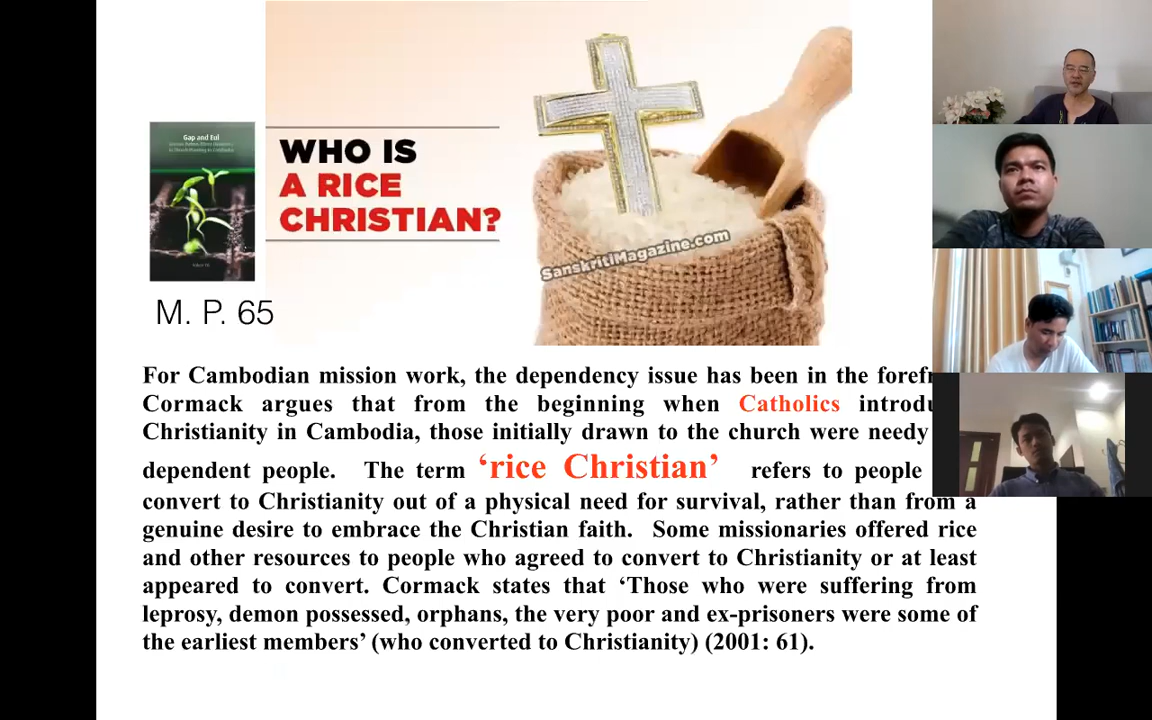 Gap and Eul
WHO IS
A RICE
CHRISTIAN?
SanskritiMagazine.com
M. P. 65
For Cambodian mission work, the dependency issue has been in the forefr
Cormack argues that from the beginning when Catholics introdu
Christianity in Cambodia, those initially drawn to the church were needy
dependent people. The term ‘rice Christian’ refers to people
convert to Christianity out of a physical need for survival, rather than from a
genuine desire to embrace the Christian faith. Some missionaries offered rice
and other resources to people who agreed to convert to Christianity or at least
appeared to convert. Cormack states that ‘Those who were suffering from
leprosy, demon possessed, orphans, the very poor and ex-prisoners were some of
the earliest members’ (who converted to Christianity) (2001: 61).